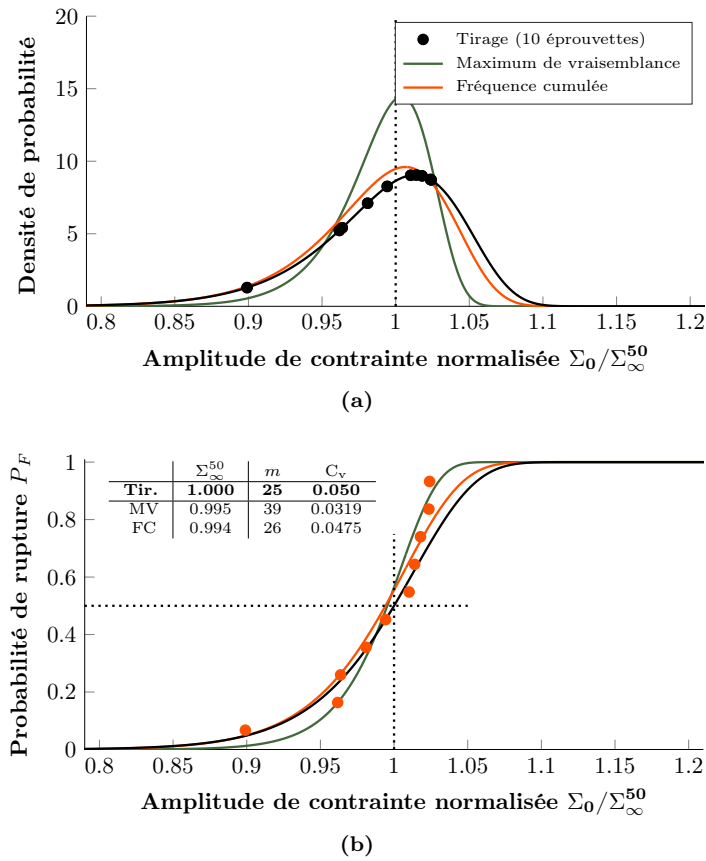 20
15
10
5
0
Densité de probabilité
Tirage (10 éprouvettes)
Maximum de vraisemblance
Fréquence cumulée
0.8 0.85 0.9 0.95 1 1.05 1.1 1.15 1.2
Amplitude de contrainte normalisée Σ₀/Σ∞⁵⁰
(a)
1
0.8
0.6
0.4
0.2
0
Probabilité de rupture P_F
Σ∞⁵⁰ m Cᵥ
Tir. 1.000 25 0.050
MV 0.995 39 0.0319
FC 0.994 26 0.0475
0.8 0.85 0.9 0.95 1 1.05 1.1 1.15 1.2
Amplitude de contrainte normalisée Σ₀/Σ∞⁵⁰
(b)